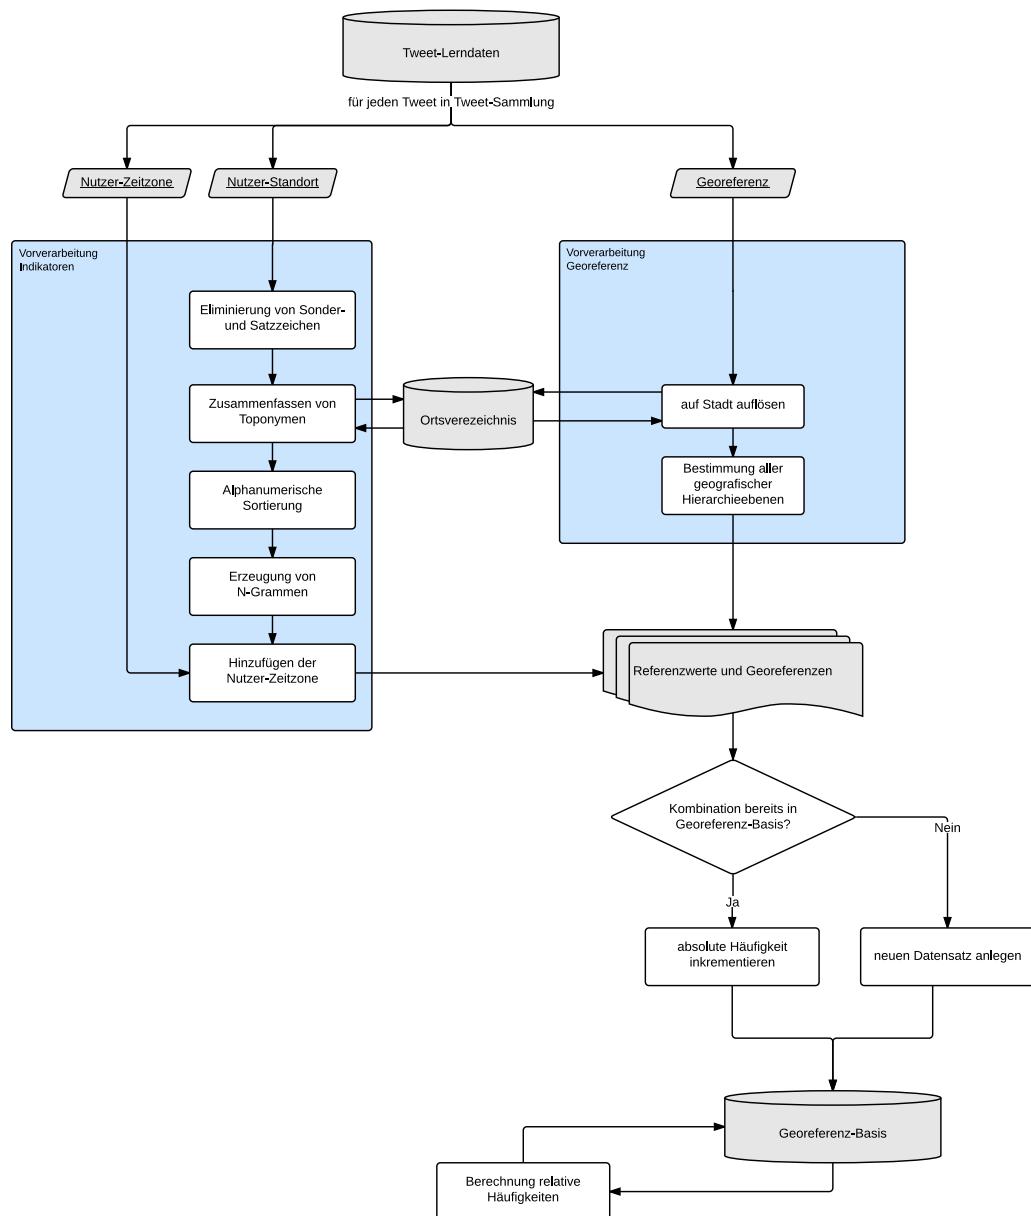 Tweet-Lerndaten
für jeden Tweet in Tweet-Sammlung
Nutzer-Zeitzone
Nutzer-Standort
Georeferenz
Vorverarbeitung
Indikatoren
Vorverarbeitung
Georeferenz
Eliminierung von Sonder-
und Satzzeichen
Zusammenfassen von
Toponymen
Ortsverezeichnis
auf Stadt auflösen
Alphanumerische
Sortierung
Bestimmung aller
geografischer
Hierarchieebenen
Erzeugung von
N-Grammen
Hinzufügen der
Nutzer-Zeitzone
Referenzwerte und Georeferenzen
Kombination bereits in
Georeferenz-Basis?
Nein
Ja
absolute Häufigkeit
inkrementieren
neuen Datensatz anlegen
Georeferenz-Basis
Berechnung relative
Häufigkeiten